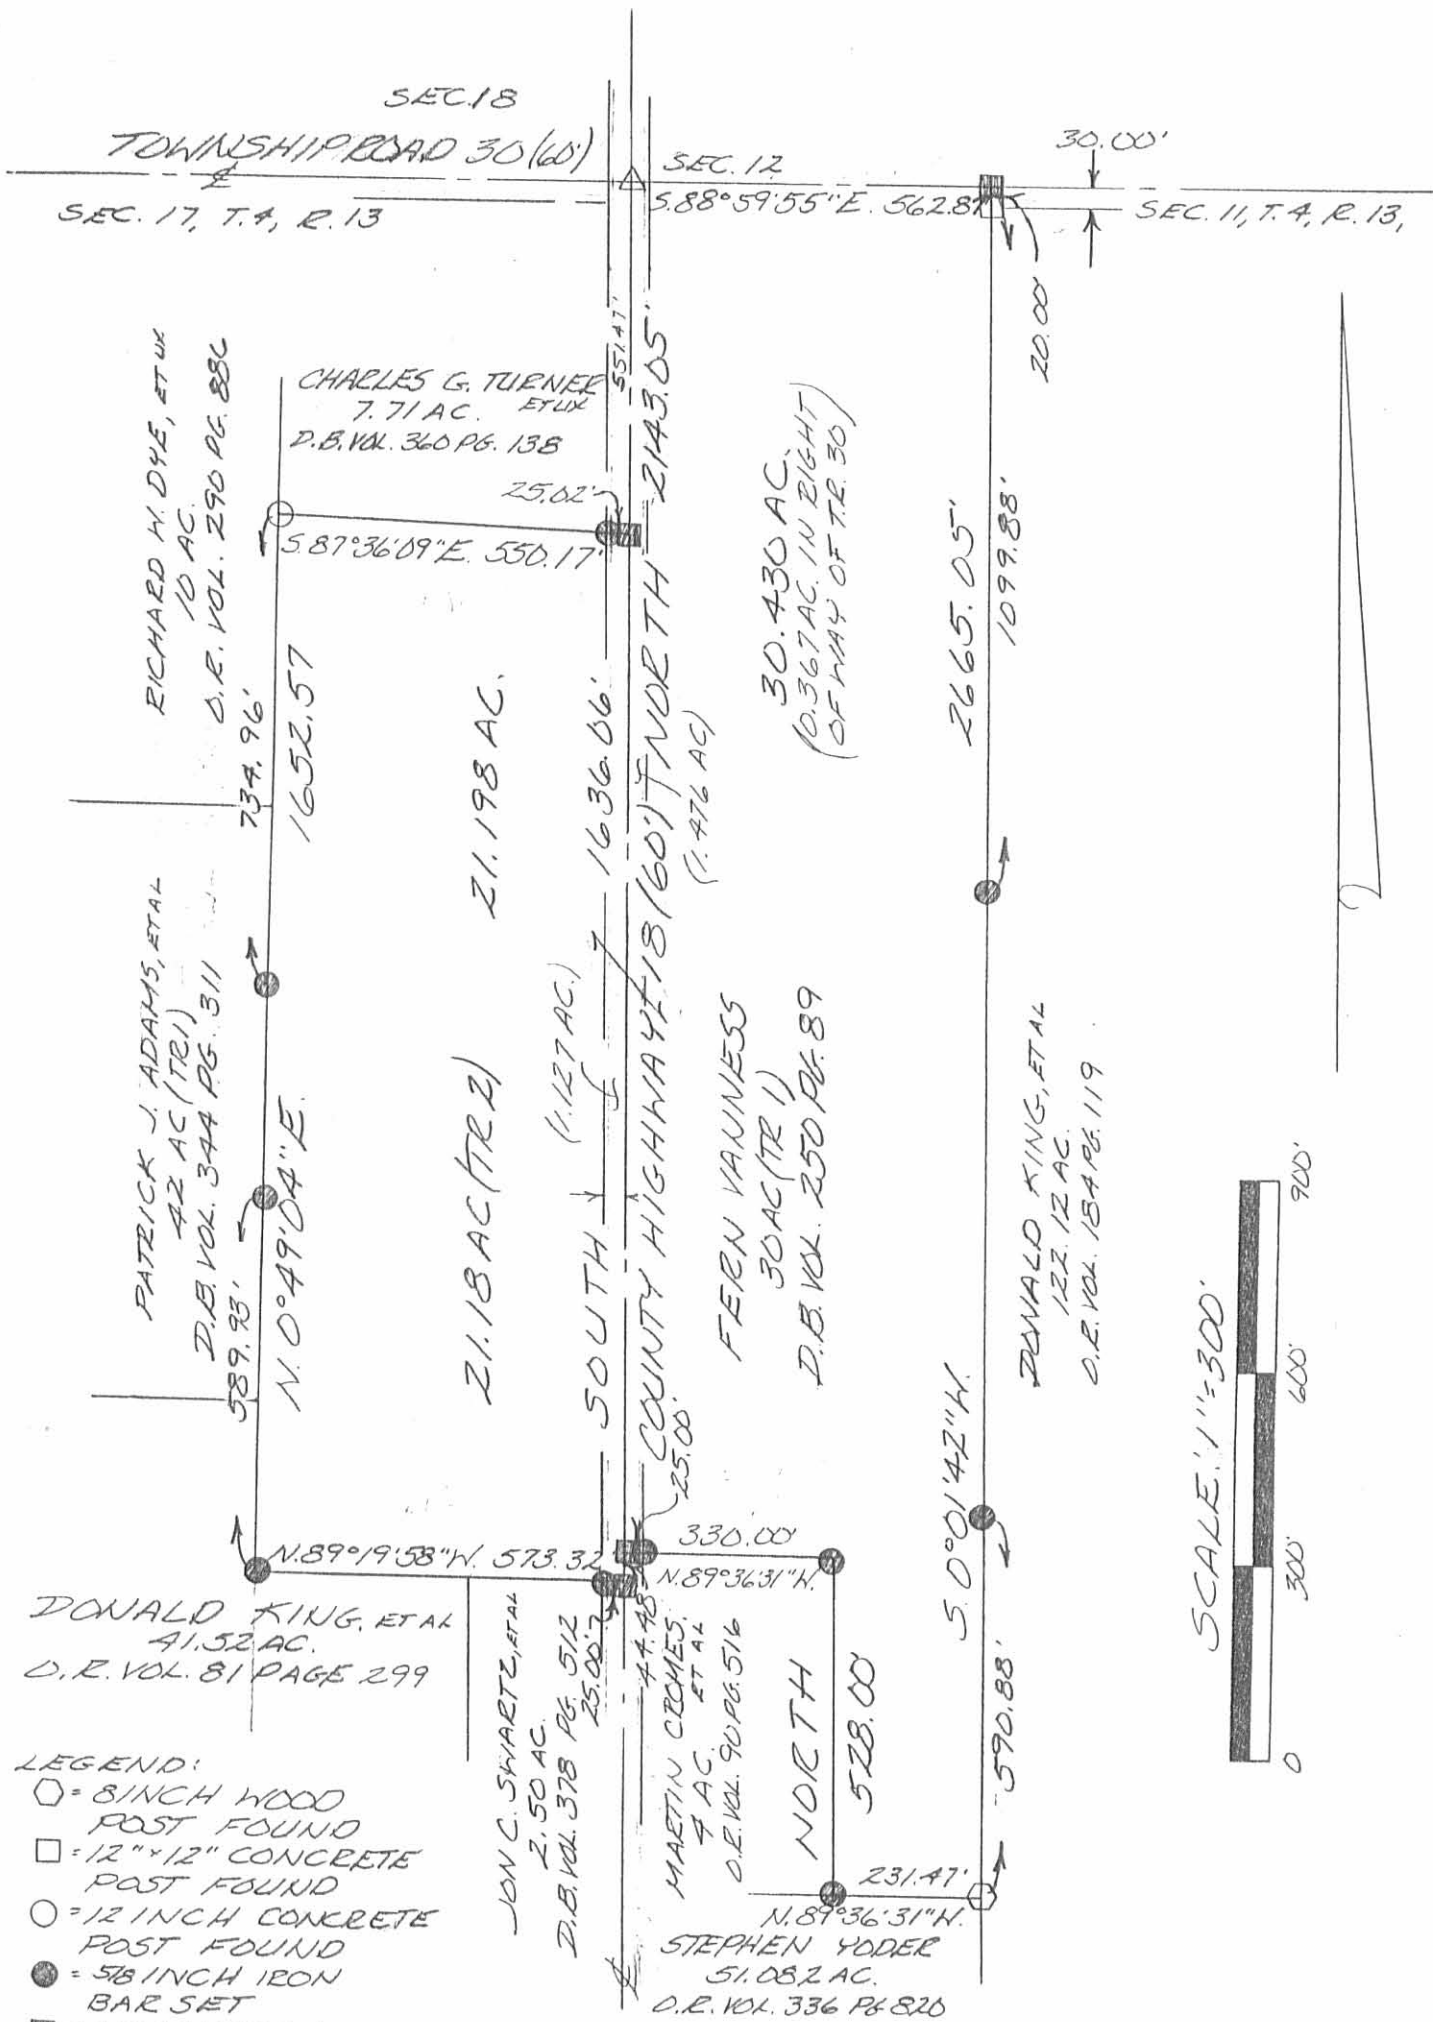 SEC. 18
TOWNSHIP ROAD 30 (60')
SEC. 12
30.00'
S.88°59'55"E. 562.87
SEC. 17, T.4, R.13
SEC. 11, T.4, R.13,
20.00'
551.47'
2143.05'
CHARLES G. TURNER
7.71 AC. ET UX
D.B. VOL. 360 PG. 138
25.02'
S.87°36'09"E. 550.17'
RICHARD W. DYE, ET UX
10 AC.
O.R. VOL. 290 PG. 886
734.96'
1652.57
21.198 AC.
1636.06'
NORTH
(1.476 AC)
30.430 AC.
(0.367 AC. IN RIGHT
OF WAY OF T.R. 30)
2665.05'
1099.88'
PATRICK J. ADAMS, ET AL
42 AC (TR 1)
D.B. VOL. 344 PG. 311
589.93'
N.0°49'04"E.
21.18 AC (TR 2)
(1.127 AC.)
SOUTH
COUNTY HIGHWAY 18 (60')
25.00'
FERN VANNESS
30 AC (TR 1)
D.B. VOL. 250 PG. 89
S.0°01'42"W.
DONALD KING, ET AL
122.12 AC.
O.R. VOL. 184 PG. 119
SCALE: 1"=300'
900'
600'
300'
0
N.89°19'58"W. 573.32
330.00'
N.89°36'31"W.
DONALD KING, ET AL
41.52 AC.
O.R. VOL. 81 PAGE 299
JON C. SWARTZ, ET AL
2.50 AC.
D.B. VOL. 378 PG. 512
25.00'
44.48'
MARTIN CROMES,
4 AC. ET AL
O.R. VOL. 90 PG. 516
NORTH
528.00'
590.88'
231.47'
N.89°36'31"W.
STEPHEN YODER
51.082 AC.
O.R. VOL. 336 PG 820
LEGEND:
= 8 INCH WOOD
POST FOUND
= 12"x12" CONCRETE
POST FOUND
= 12 INCH CONCRETE
POST FOUND
= 5/8 INCH IRON
BAR SET